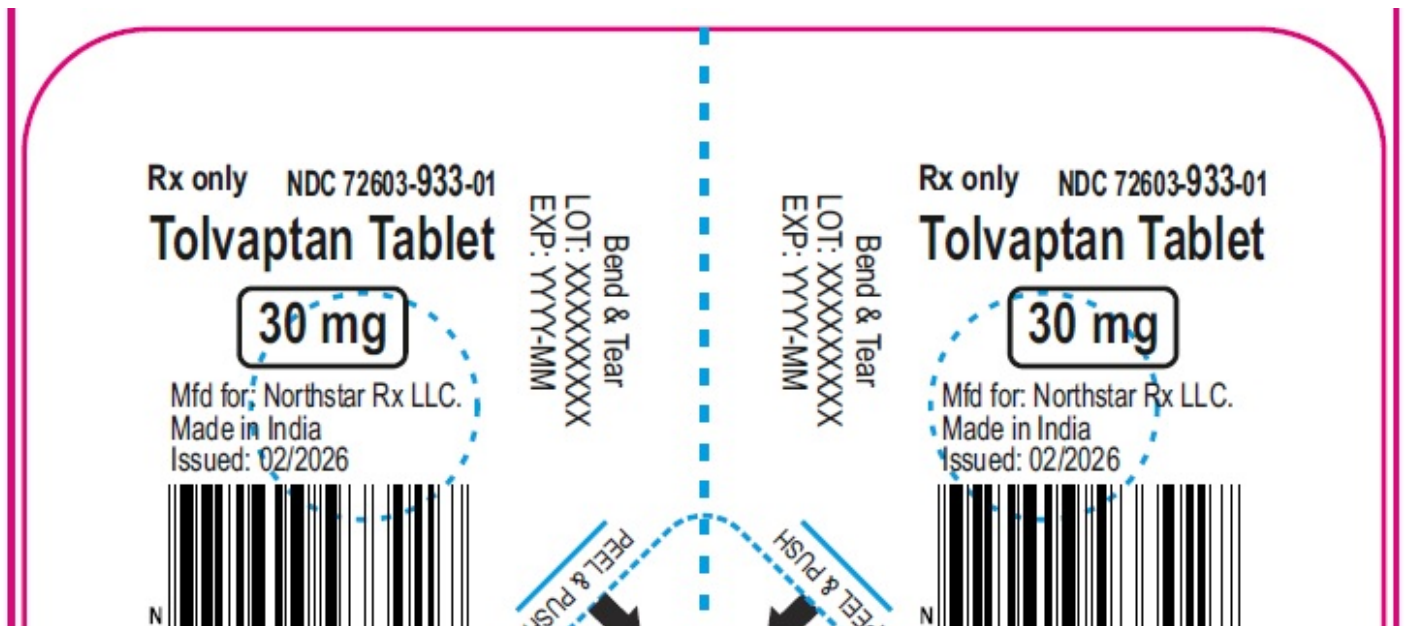 Rx only NDC 72603-933-01
Tolvaptan Tablet
30 mg
Mfd for: Northstar Rx LLC.
Made in India
Issued: 02/2026
N
Bend & Tear
LOT: XXXXXXXX
EXP: YYYY-MM
PEEL & PUSH
Bend & Tear
LOT: XXXXXXXX
EXP: YYYY-MM
PEEL & PUSH
Rx only NDC 72603-933-01
Tolvaptan Tablet
30 mg
Mfd for: Northstar Rx LLC.
Made in India
Issued: 02/2026
N